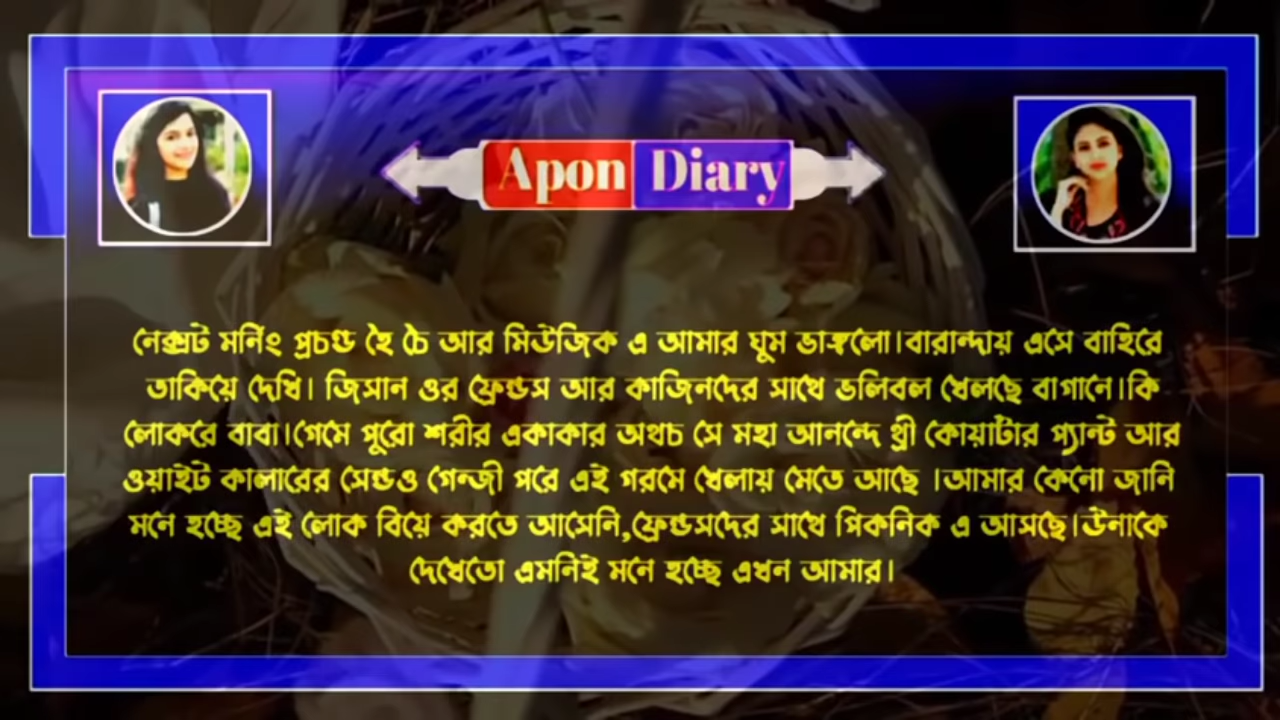 Apon Diary
নেক্সট মর্নিং প্রচণ্ড হৈ চৈ আর মিউজিক এ আমার ঘুম ভাঙ্গলো।বারান্দায় এসে বাহিরে
তাকিয়ে দেখি। জিসান ওর ফ্রেন্ডস আর কাজিনদের সাথে ভলিবল খেলছে বাগানে।কি
লোকরে বাবা।গেমে পুরো শরীর একাকার অথচ সে মহা আনন্দে থ্রী কোয়ার্টার প্যান্ট আর
ওয়াইট কালারের সেন্ডও গেন্জী পরে এই গরমে খেলায় মেতে আছে ।আমার কেনো জানি
মনে হচ্ছে এই লোক বিয়ে করতে আসেনি,ফ্রেন্ডসদের সাথে পিকনিক এ আসছে।উনাকে
দেখেতো এমনিই মনে হচ্ছে এখন আমার।